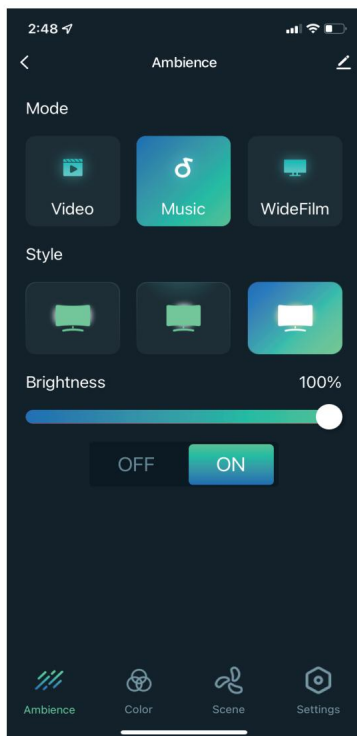 2:48
Ambience
Mode
Video Music WideFilm
Style
Brightness 100%
OFF ON
Ambience Color Scene Settings